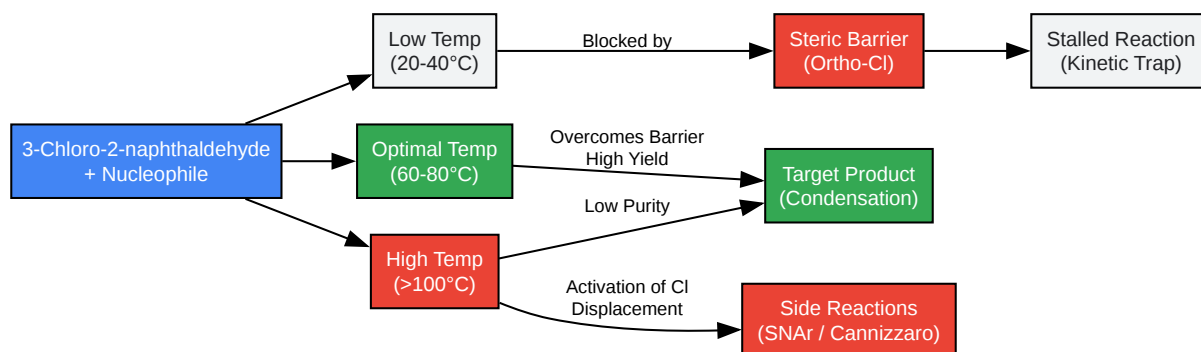 3-Chloro-2-naphthaldehyde
+ Nucleophile
Low Temp
(20-40°C)
Blocked by
Steric Barrier
(Ortho-Cl)
Stalled Reaction
(Kinetic Trap)
Optimal Temp
(60-80°C)
Overcomes Barrier
High Yield
Target Product
(Condensation)
Low Purity
High Temp
(>100°C)
Activation of Cl
Displacement
Side Reactions
(SNAr / Cannizzaro)